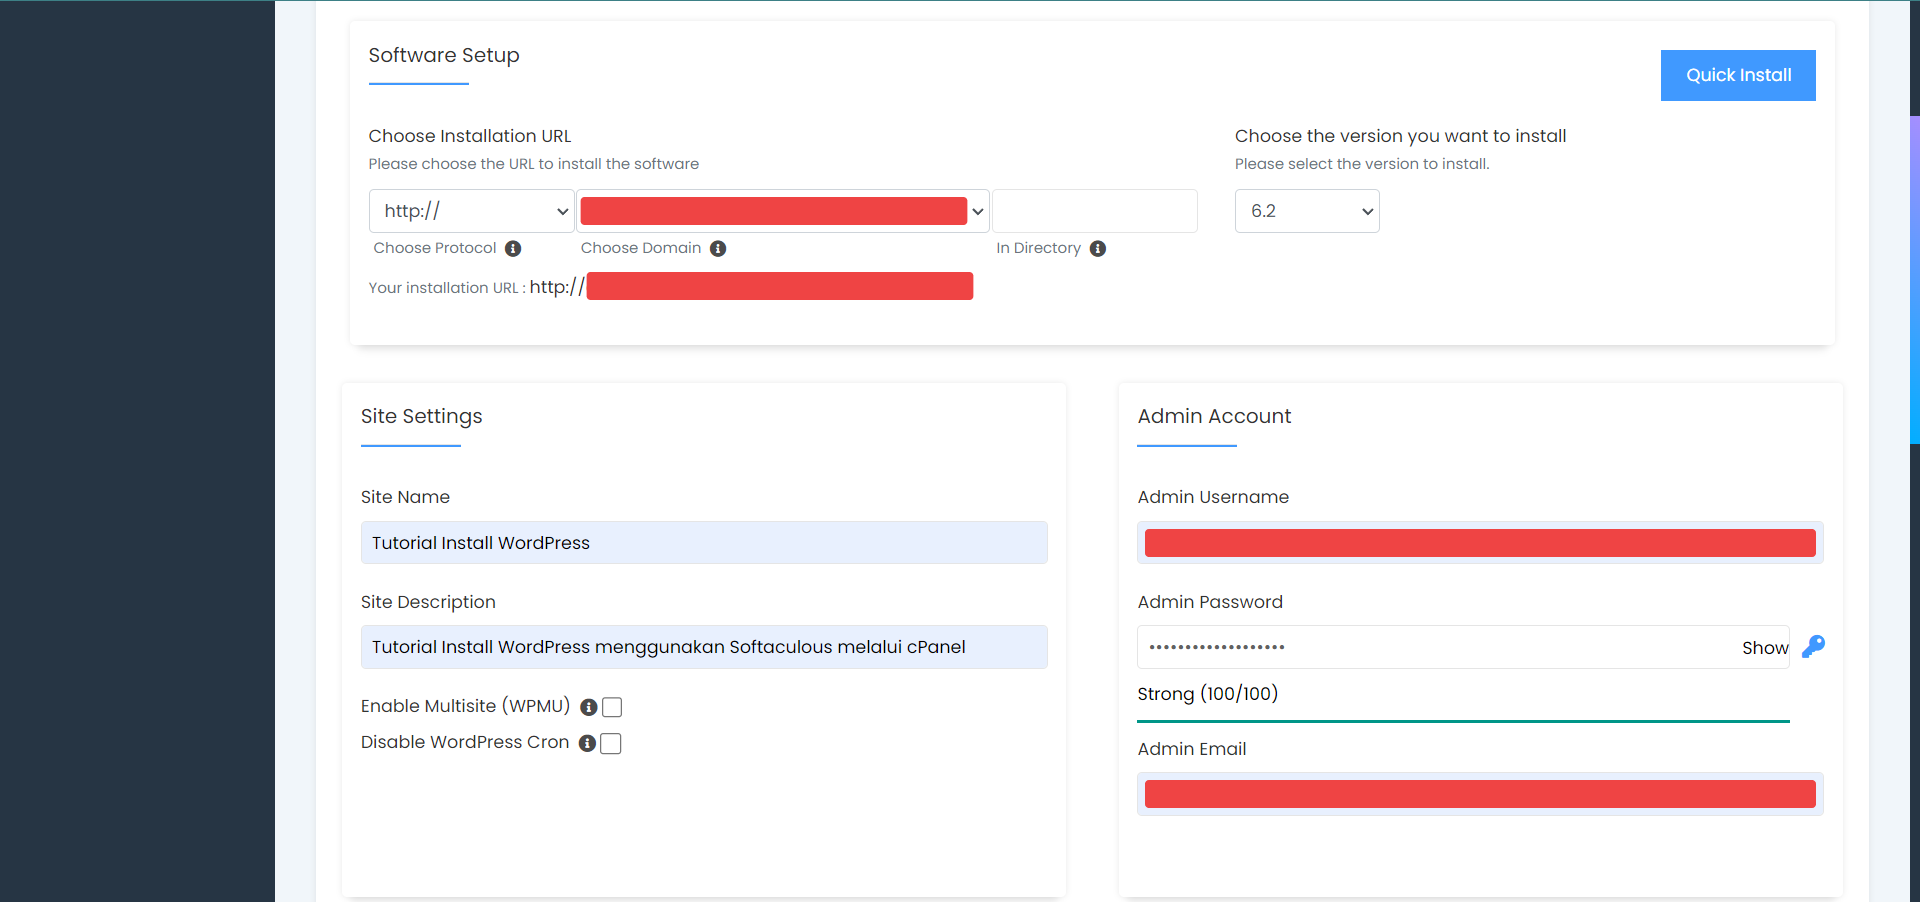 Software Setup
Quick Install
Choose Installation URL
Please choose the URL to install the software
http://
Choose Protocol
Choose Domain
In Directory
Your installation URL : http://
Choose the version you want to install
Please select the version to install.
6.2
Site Settings
Site Name
Tutorial Install WordPress
Site Description
Tutorial Install WordPress menggunakan Softaculous melalui cPanel
Enable Multisite (WPMU)
Disable WordPress Cron
Admin Account
Admin Username
Admin Password
••••••••••••••••••• Show
Strong (100/100)
Admin Email